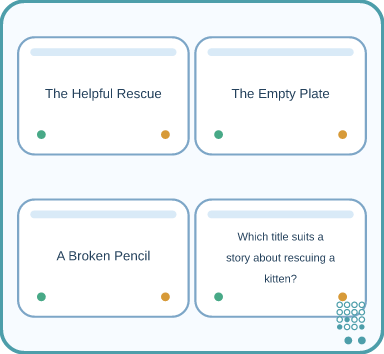 The Helpful Rescue
The Empty Plate
A Broken Pencil
Which title suits a
story about rescuing a
kitten?